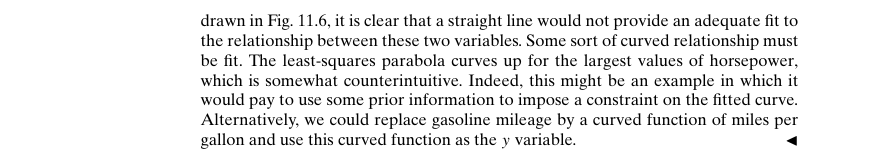 drawn in Fig. 11.6, it is clear that a straight line would not provide an adequate fit to
the relationship between these two variables. Some sort of curved relationship must
be fit. The least-squares parabola curves up for the largest values of horsepower,
which is somewhat counterintuitive. Indeed, this might be an example in which it
would pay to use some prior information to impose a constraint on the fitted curve.
Alternatively, we could replace gasoline mileage by a curved function of miles per
gallon and use this curved function as the y variable. ◄